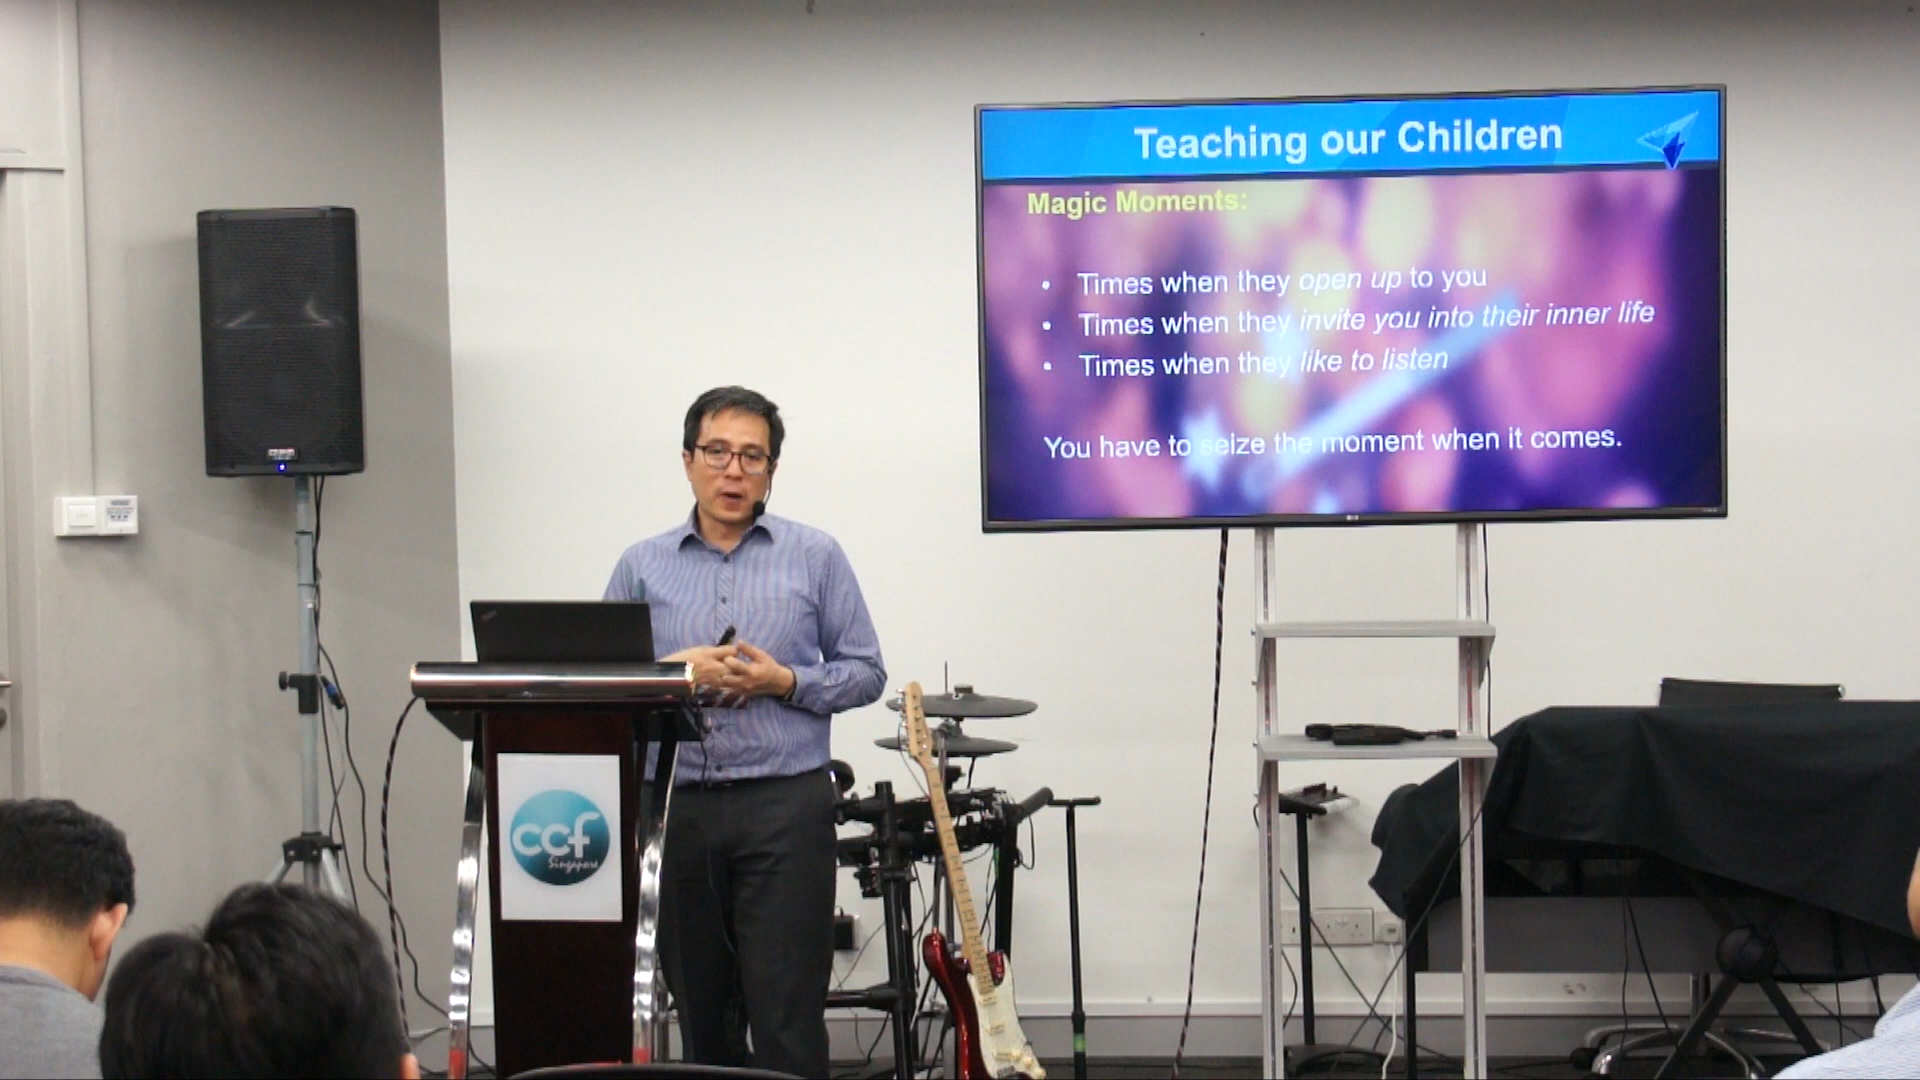 Teaching our Children
Magic Moments:
• Times when they open up to you
• Times when they invite you into their inner life
• Times when they like to listen
You have to seize the moment when it comes.
ccf
Singapore